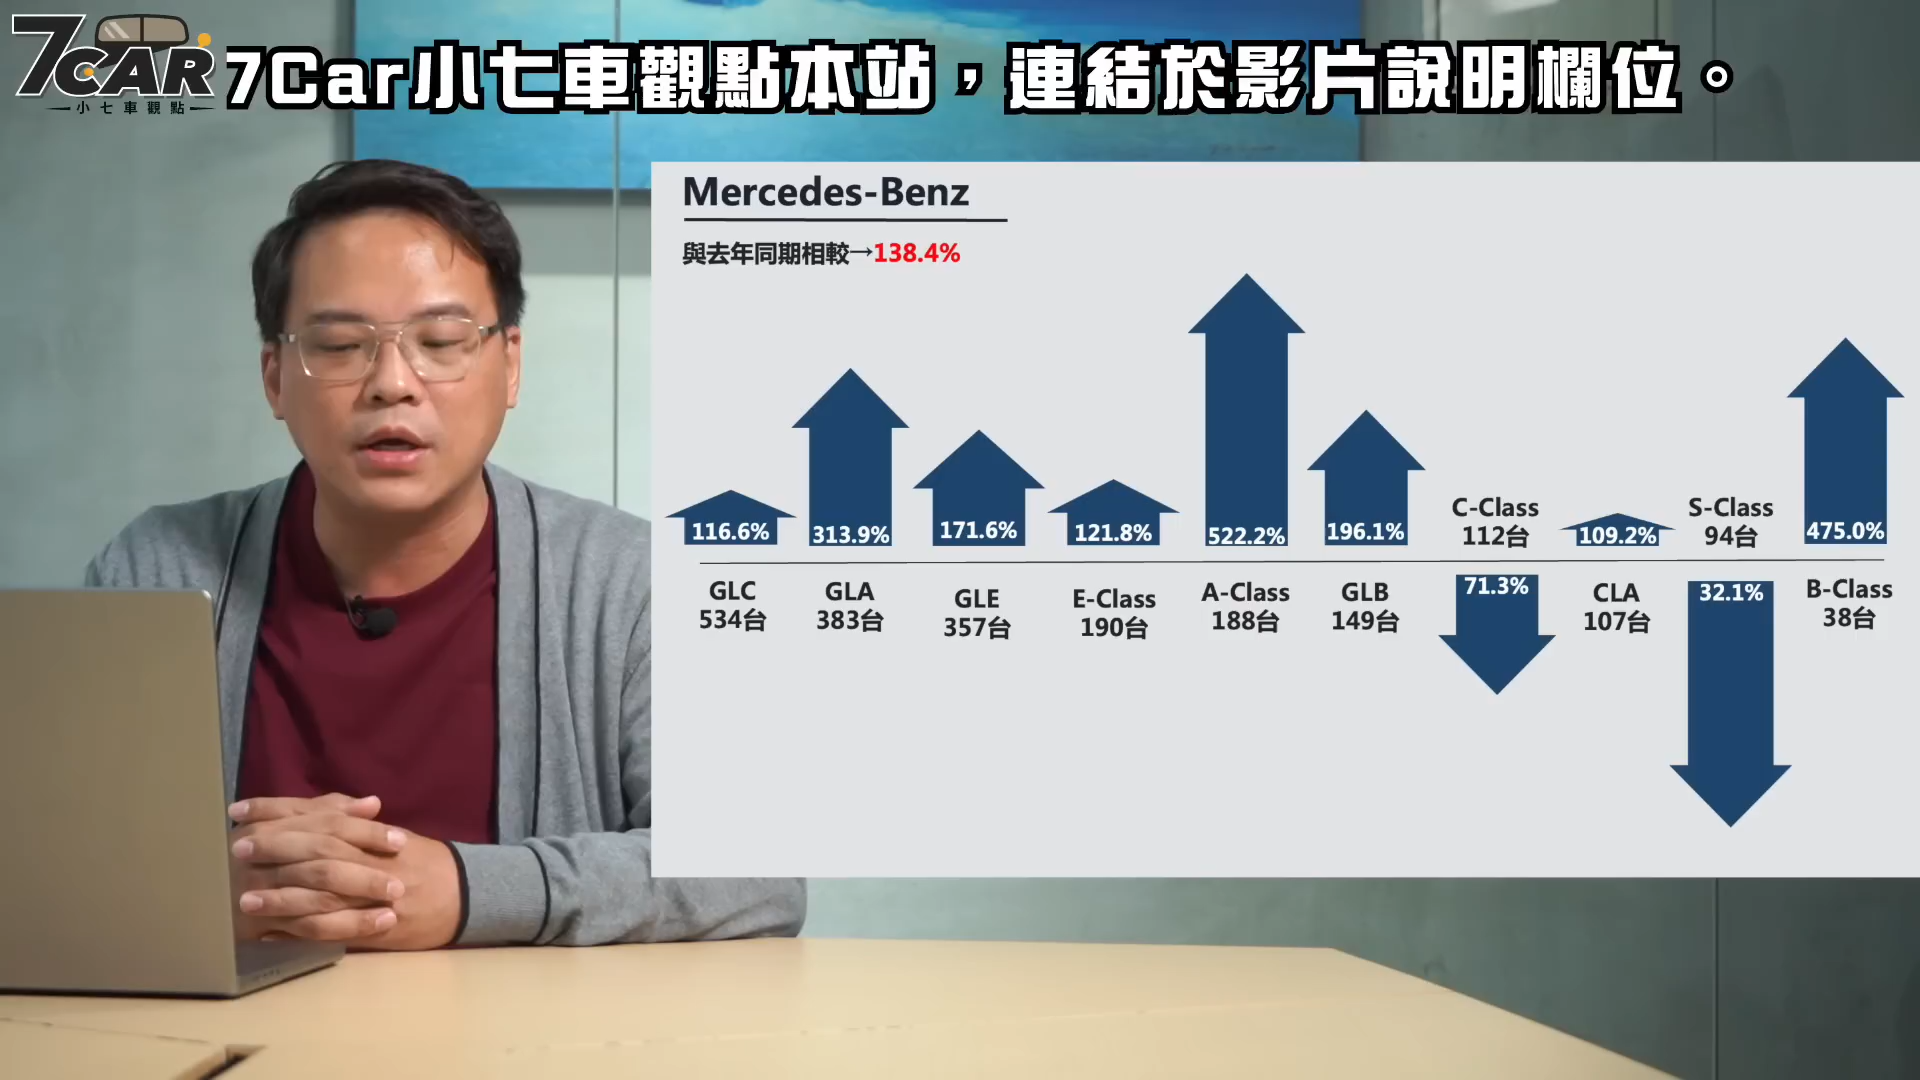 7CAR
小七車觀點
7Car小七車觀點本站，連結於影片說明欄位。
Mercedes-Benz
與去年同期相較→138.4%
116.6%
GLC
534台
313.9%
GLA
383台
171.6%
GLE
357台
121.8%
E-Class
190台
522.2%
A-Class
188台
196.1%
GLB
149台
C-Class
112台
71.3%
109.2%
CLA
107台
S-Class
94台
32.1%
475.0%
B-Class
38台